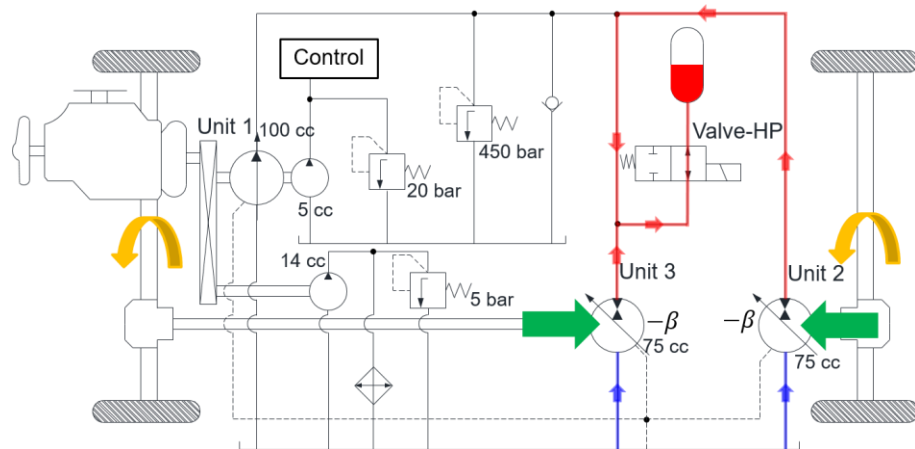 Control
Unit 1
100 cc
450 bar
Valve-HP
20 bar
5 cc
14 cc
Unit 3
Unit 2
5 bar
−β
−β
75 cc
75 cc